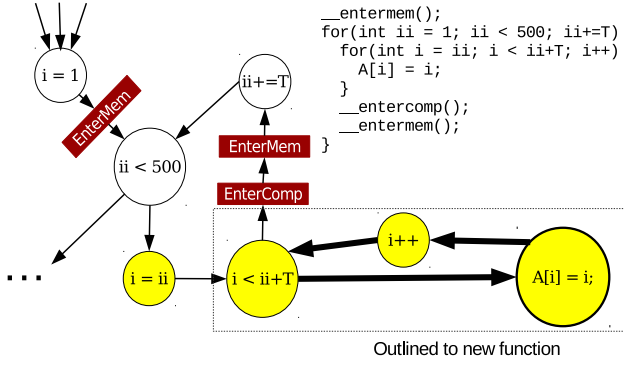 __entermem();
for(int ii = 1; ii < 500; ii+=T)
  for(int i = ii; i < ii+T; i++)
    A[i] = i;
  }
  __entercomp();
  __entermem();
}
i = 1
EnterMem
ii+=T
ii < 500
EnterMem
EnterComp
i++
...
i = ii
i < ii+T
A[i] = i;
Outlined to new function